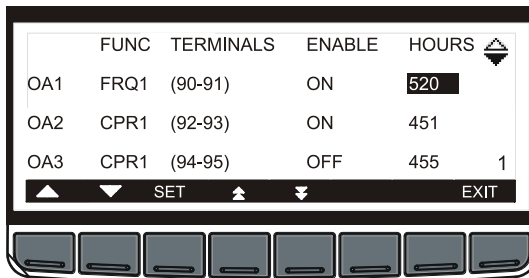 FUNC TERMINALS ENABLE HOURS
OA1 FRQ1 (90-91) ON 520
OA2 CPR1 (92-93) ON 451
OA3 CPR1 (94-95) OFF 455 1
SET EXIT